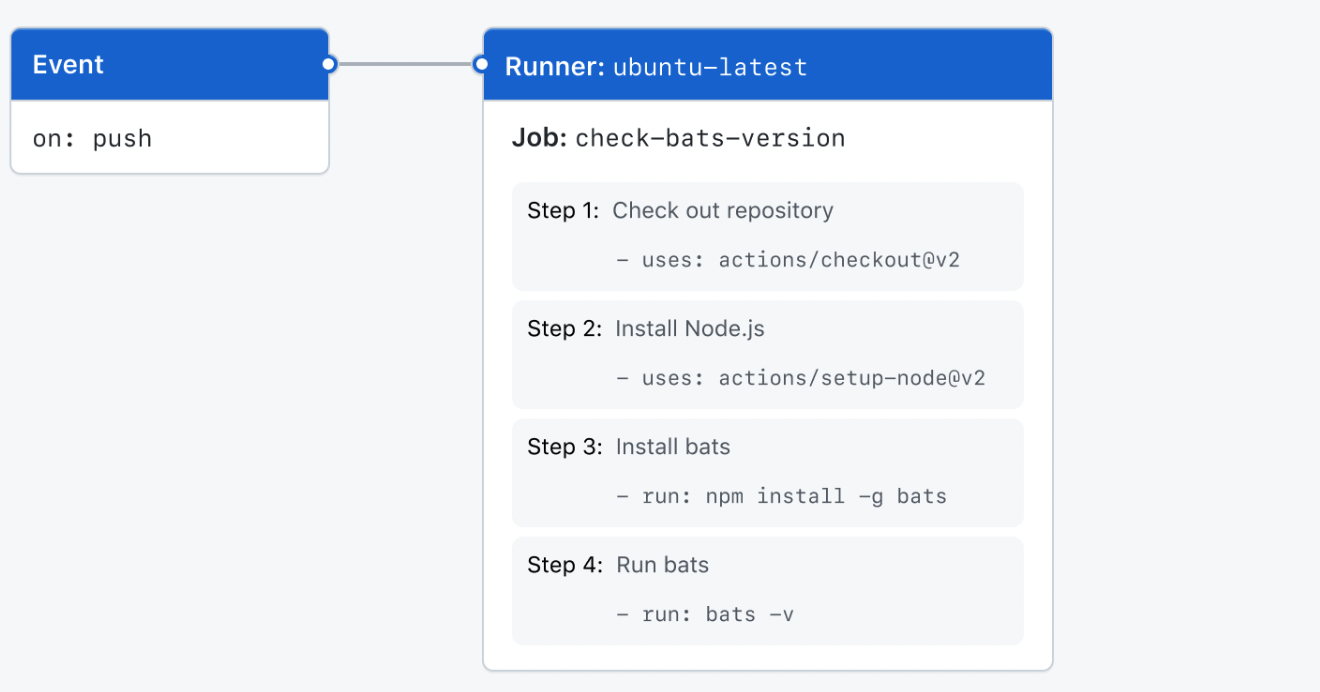 Event
on: push
Runner: ubuntu-latest
Job: check-bats-version
Step 1: Check out repository
- uses: actions/checkout@v2
Step 2: Install Node.js
- uses: actions/setup-node@v2
Step 3: Install bats
- run: npm install -g bats
Step 4: Run bats
- run: bats -v